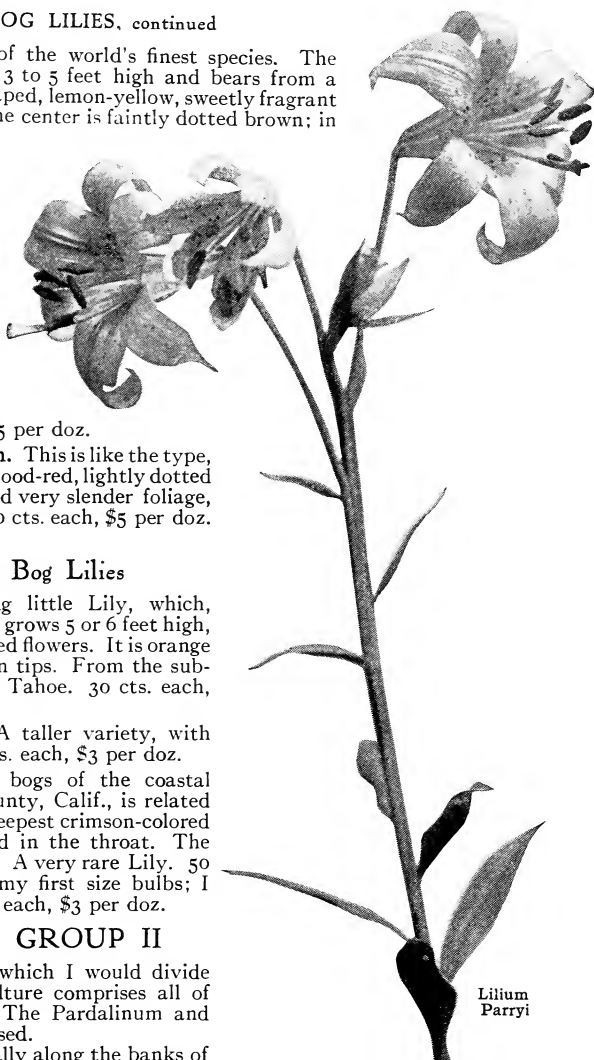 OG LILIES, continued
of the world's finest species. The
3 to 5 feet high and bears from a
ped, lemon-yellow, sweetly fragrant
e center is faintly dotted brown; in
5 per doz.
This is like the type,
ood-red, lightly dotted
d very slender foliage,
cts. each, $5 per doz.
Bog Lilies
g little Lily, which,
grows 5 or 6 feet high,
ed flowers. It is orange
n tips. From the sub-
Tahoe. 30 cts. each,
A taller variety, with
s. each, $3 per doz.
bogs of the coastal
unty, Calif., is related
eepest crimson-colored
d in the throat. The
A very rare Lily. 50
my first size bulbs; I
each, $3 per doz.
GROUP II
which I would divide
lture comprises all of
The Pardalinum and
sed.
lly along the banks of
Lilium
Parryi